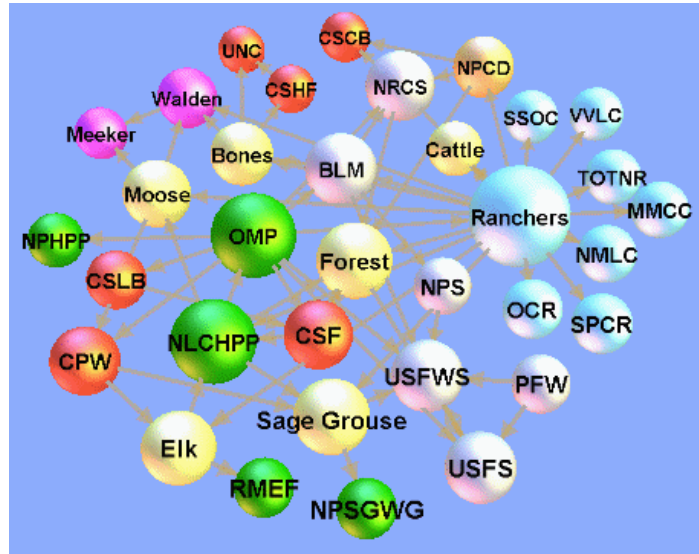 UNC
CSCB
CSHF
NRCS
NPCD
Walden
SSOC
VVLC
Meeker
Bones
BLM
Cattle
Moose
TOTNR
Ranchers
MMCC
NPHPP
OMP
Forest
NMLC
CSLB
NPS
OCR
SPCR
NLCHPP
CSF
CPW
USFWS
PFW
Sage Grouse
Elk
USFS
RMEF
NPSGWG